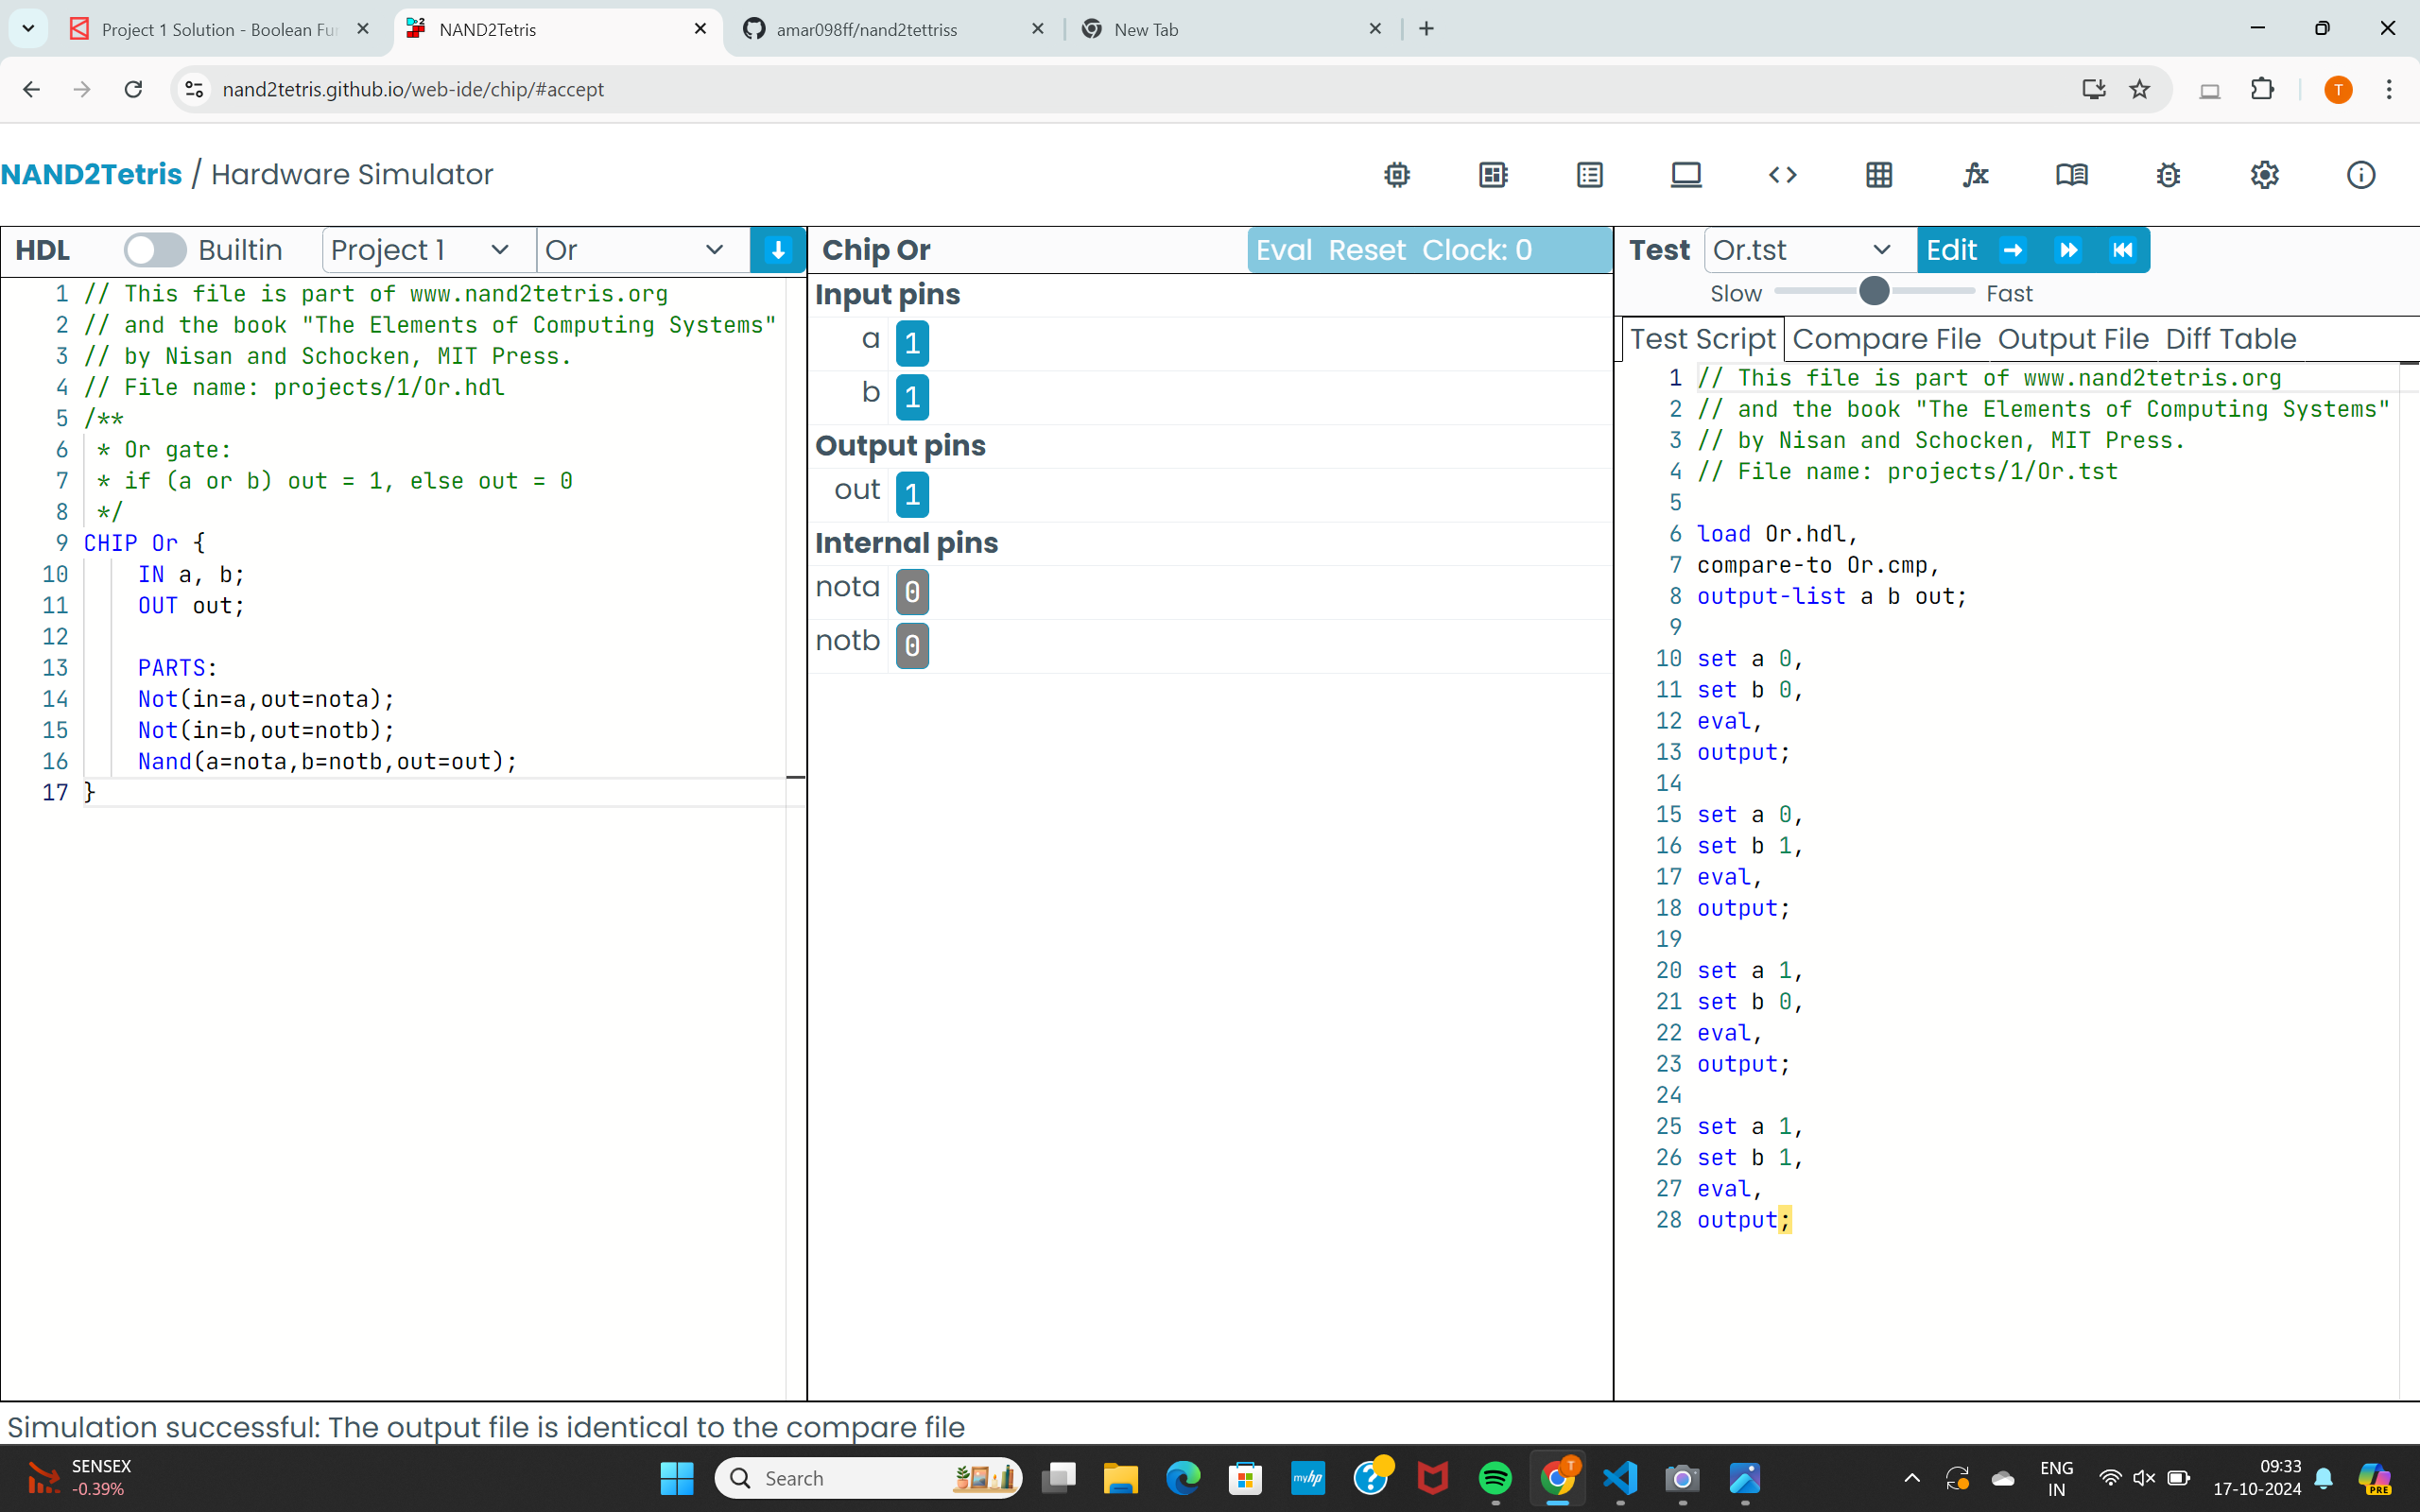 Project 1 Solution - Boolean Fu
NAND2Tetris
amar098ff/nand2tettriss
New Tab
nand2tetris.github.io/web-ide/chip/#accept
T
NAND2Tetris / Hardware Simulator
HDL Builtin Project 1 Or
1 // This file is part of www.nand2tetris.org
2 // and the book "The Elements of Computing Systems"
3 // by Nisan and Schocken, MIT Press.
4 // File name: projects/1/Or.hdl
5 /**
6 * Or gate:
7 * if (a or b) out = 1, else out = 0
8 */
9 CHIP Or {
10 IN a, b;
11 OUT out;
12
13 PARTS:
14 Not(in=a,out=nota);
15 Not(in=b,out=notb);
16 Nand(a=nota,b=notb,out=out);
17 }
Chip Or Eval Reset Clock: 0
Input pins
a 1
b 1
Output pins
out 1
Internal pins
nota 0
notb 0
Test Or.tst Edit
Slow Fast
Test Script Compare File Output File Diff Table
1 // This file is part of www.nand2tetris.org
2 // and the book "The Elements of Computing Systems"
3 // by Nisan and Schocken, MIT Press.
4 // File name: projects/1/Or.tst
5
6 load Or.hdl,
7 compare-to Or.cmp,
8 output-list a b out;
9
10 set a 0,
11 set b 0,
12 eval,
13 output;
14
15 set a 0,
16 set b 1,
17 eval,
18 output;
19
20 set a 1,
21 set b 0,
22 eval,
23 output;
24
25 set a 1,
26 set b 1,
27 eval,
28 output;
Simulation successful: The output file is identical to the compare file
SENSEX
-0.39%
Search
myhp
T
ENG
IN
09:33
17-10-2024
PRE